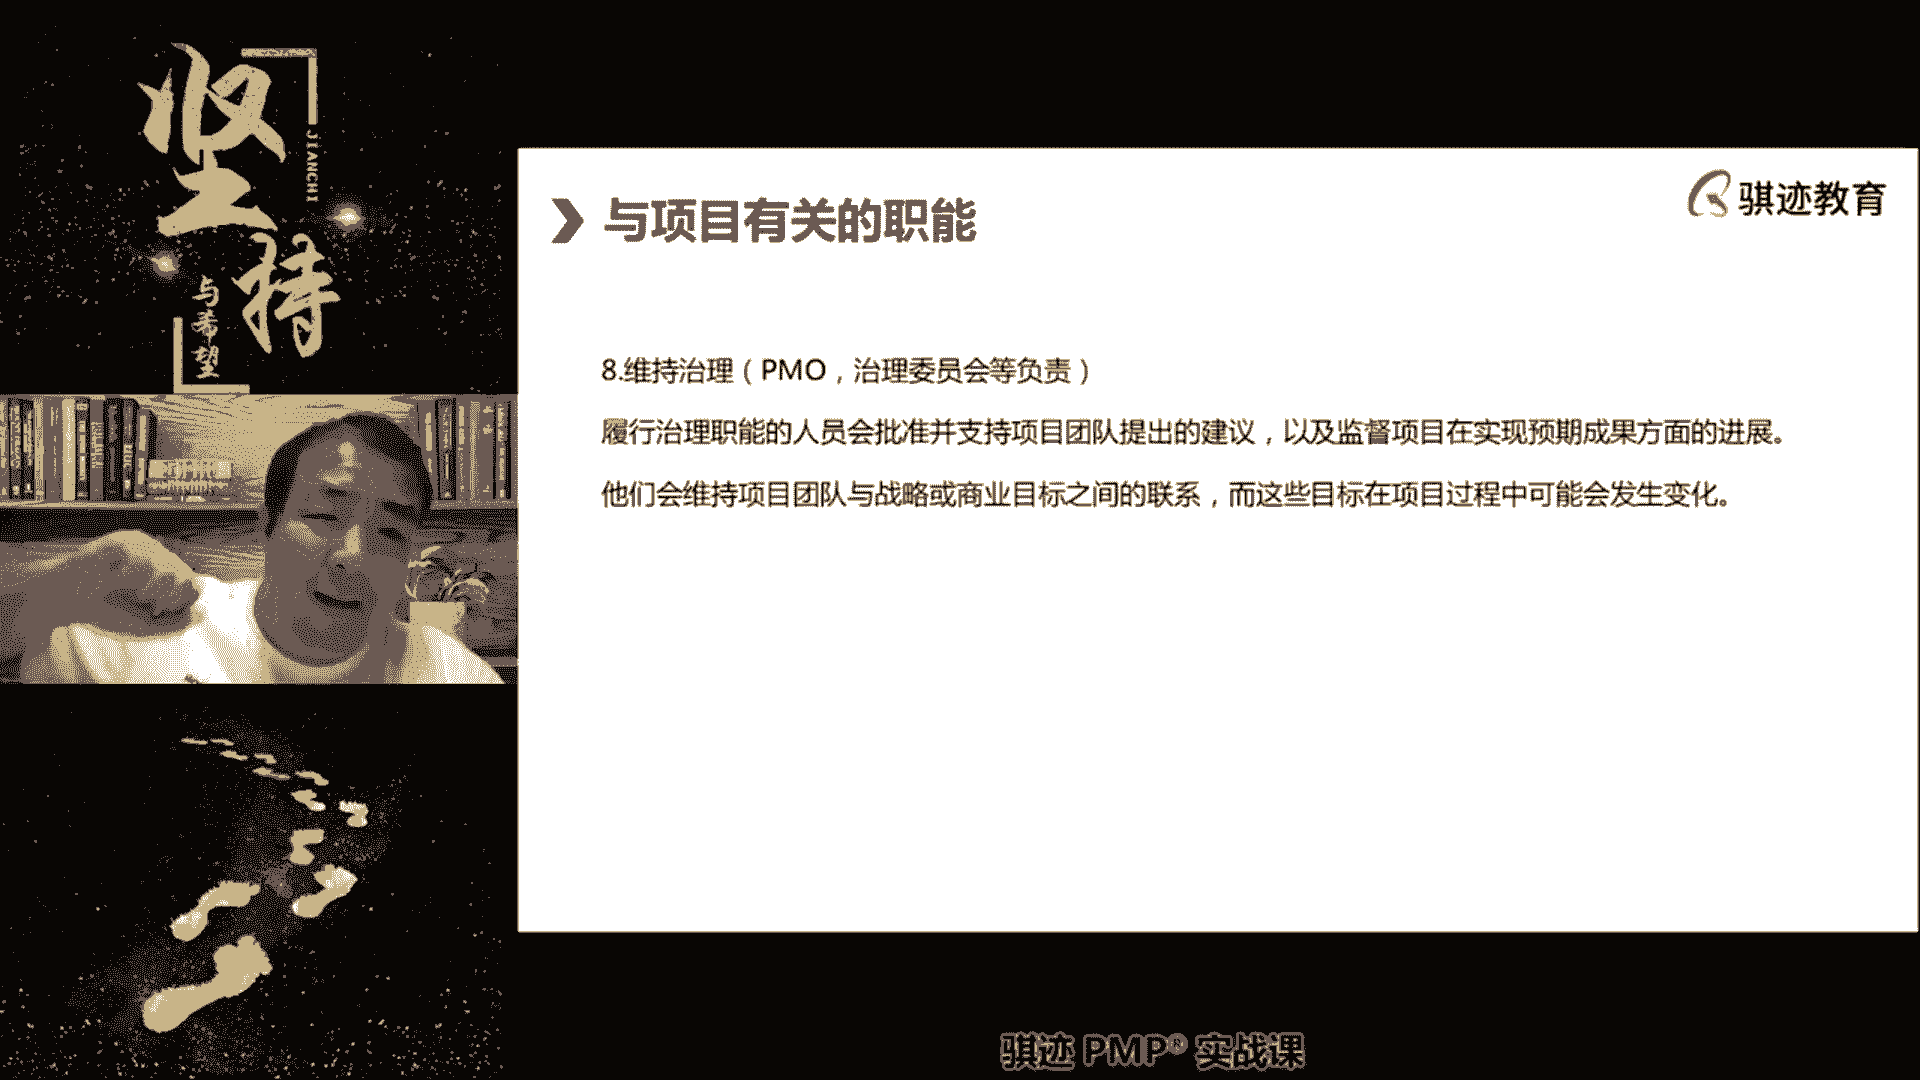 坚持
JIANCHI
与希望
与项目有关的职能
骐迹教育
8.维持治理（PMO，治理委员会等负责）
履行治理职能的人员会批准并支持项目团队提出的建议，以及监督项目在实现预期成果方面的进展。
他们会维持项目团队与战略或商业目标之间的联系，而这些目标在项目过程中可能会发生变化。
骐迹 PMP® 实战课